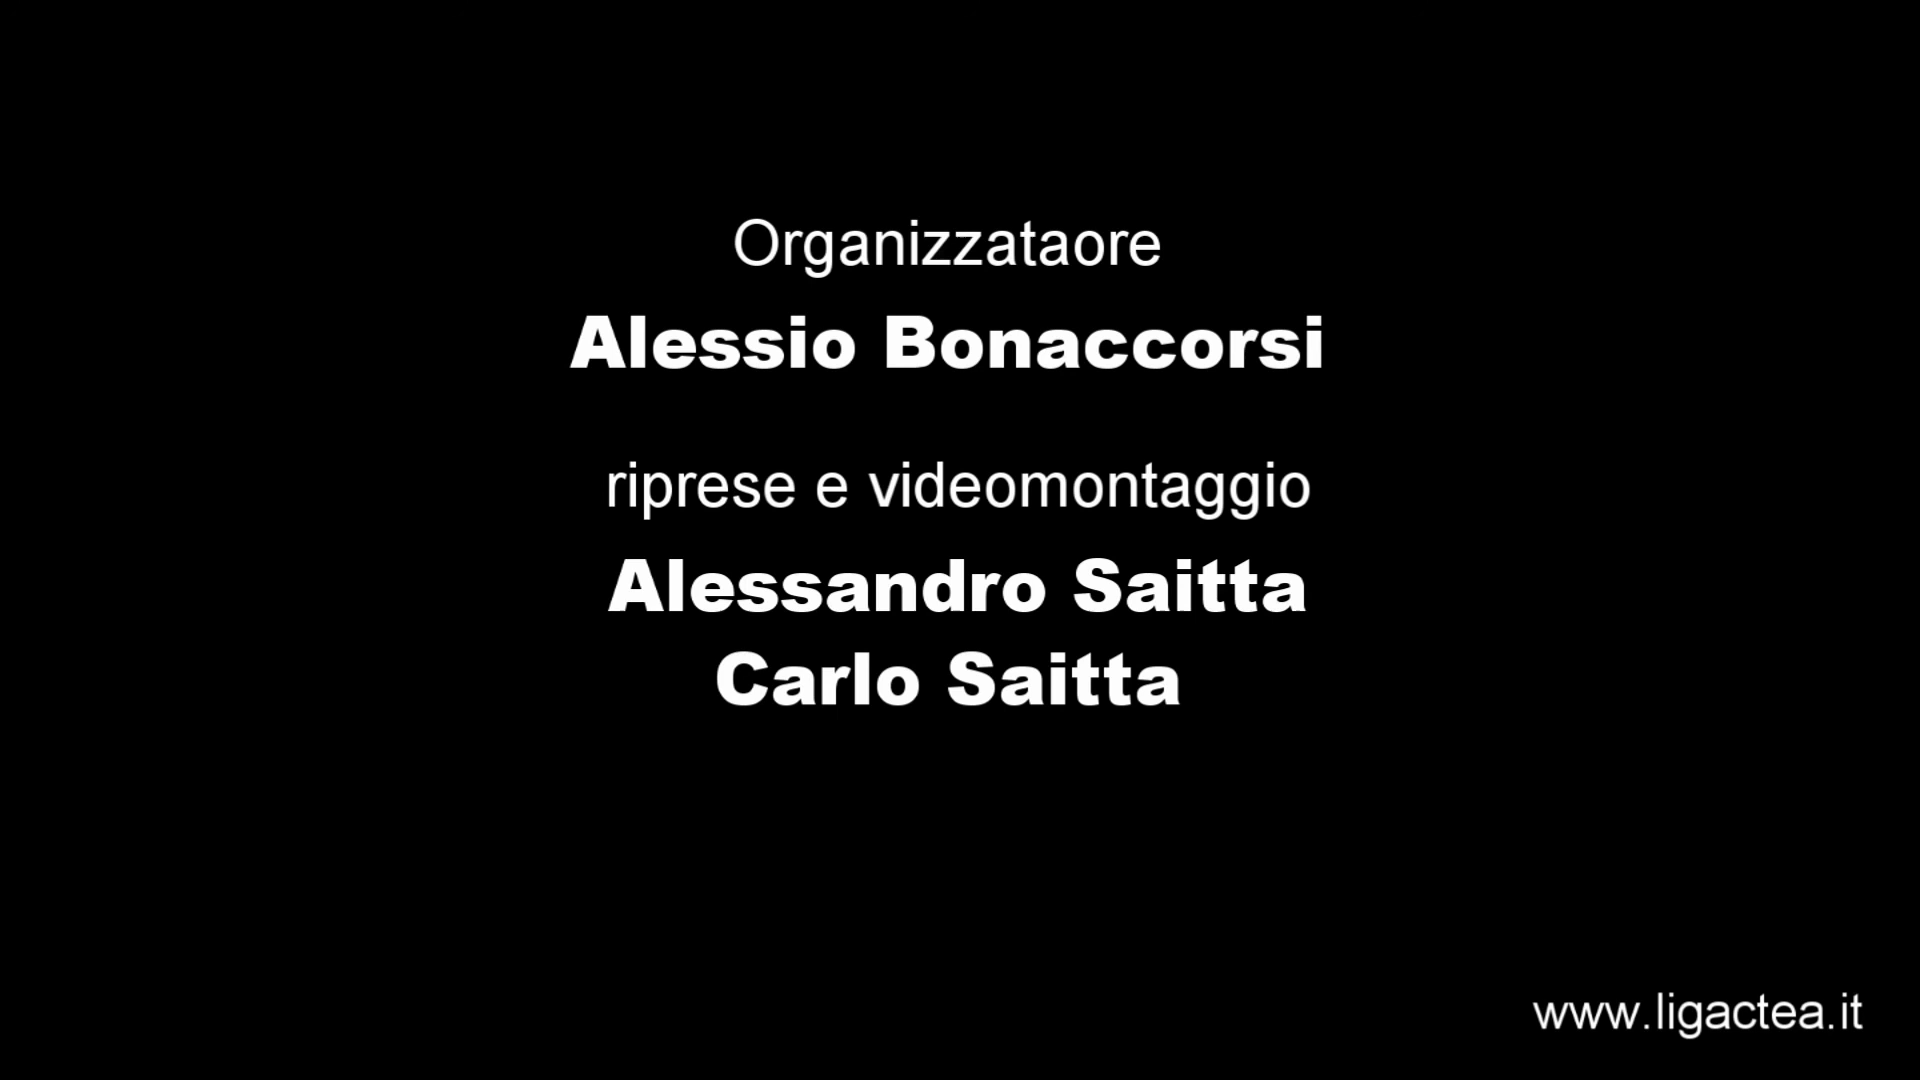 Organizzataore
Alessio Bonaccorsi
riprese e videomontaggio
Alessandro Saitta
Carlo Saitta
www.ligactea.it